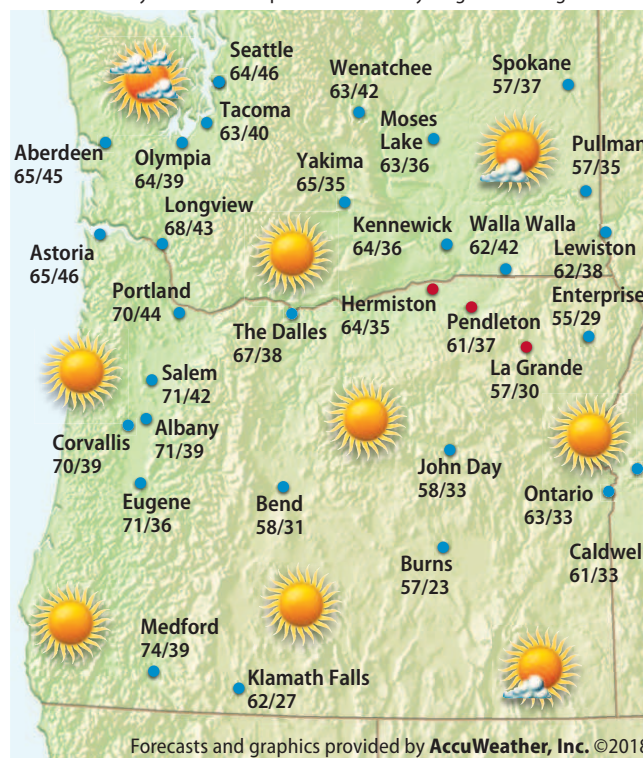 Seattle
64/46
Wenatchee
63/42
Spokane
57/37
Tacoma
63/40
Moses
Lake
63/36
Aberdeen
65/45
Olympia
64/39
Yakima
65/35
Pullman
57/35
Longview
68/43
Kennewick
64/36
Walla Walla
62/42
Lewiston
62/38
Astoria
65/46
Portland
70/44
The Dalles
67/38
Hermiston
64/35
Pendleton
61/37
Enterprise
55/29
La Grande
57/30
Salem
71/42
Albany
71/39
Corvallis
70/39
Eugene
71/36
Bend
58/31
John Day
58/33
Ontario
63/33
Burns
57/23
Caldwel
61/33
Medford
74/39
Klamath Falls
62/27
Forecasts and graphics provided by AccuWeather, Inc. ©2018